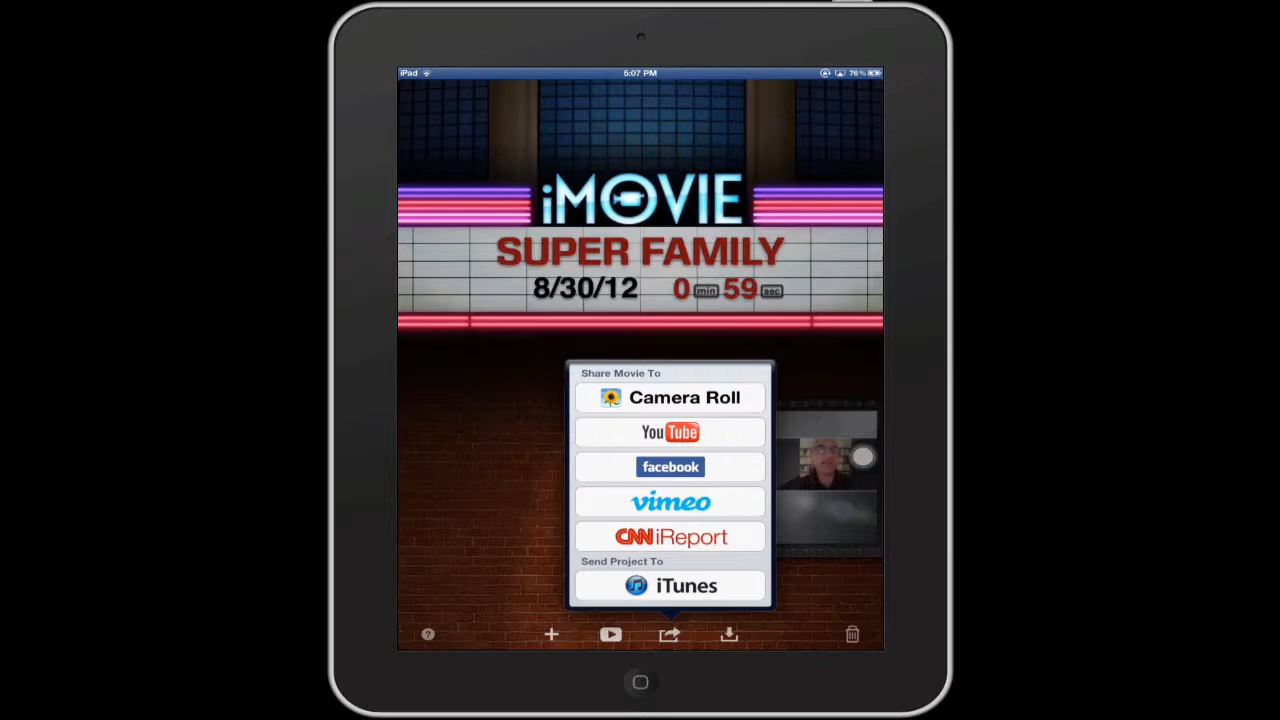 iPad 5:07 PM 76%
iMOVIE
SUPER FAMILY
8/30/12 0 min 59 sec
Share Movie To
Camera Roll
YouTube
facebook
vimeo
CNN iReport
Send Project To
iTunes
?